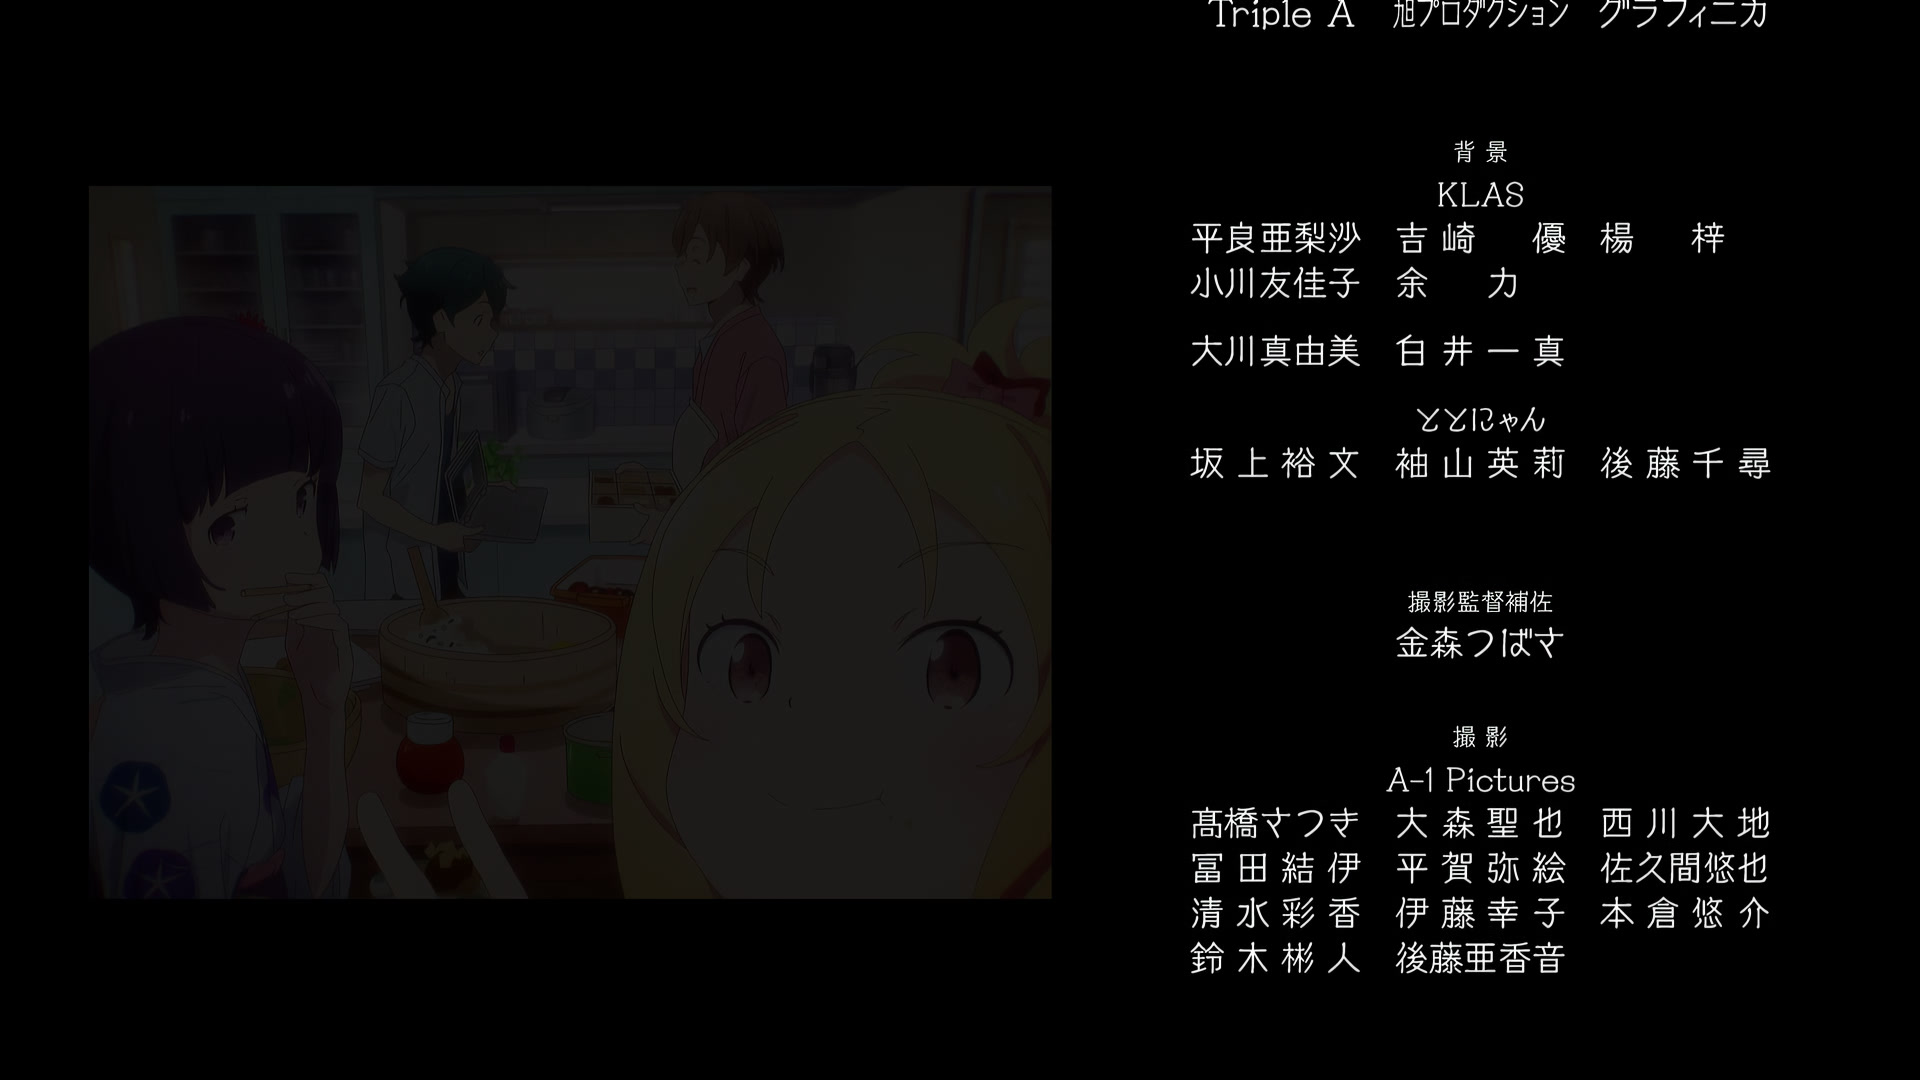 Triple A 旭プロダクション グラフィニカ
背景
KLAS
平良亜梨沙 吉崎 優 楊 梓
小川友佳子 余 力
大川真由美 白井一真
ととにゃん
坂上裕文 袖山英莉 後藤千尋
撮影監督補佐
金森つばさ
撮影
A-1 Pictures
髙橋さつき 大森聖也 西川大地
冨田結伊 平賀弥絵 佐久間悠也
清水彩香 伊藤幸子 本倉悠介
鈴木彬人 後藤亜香音